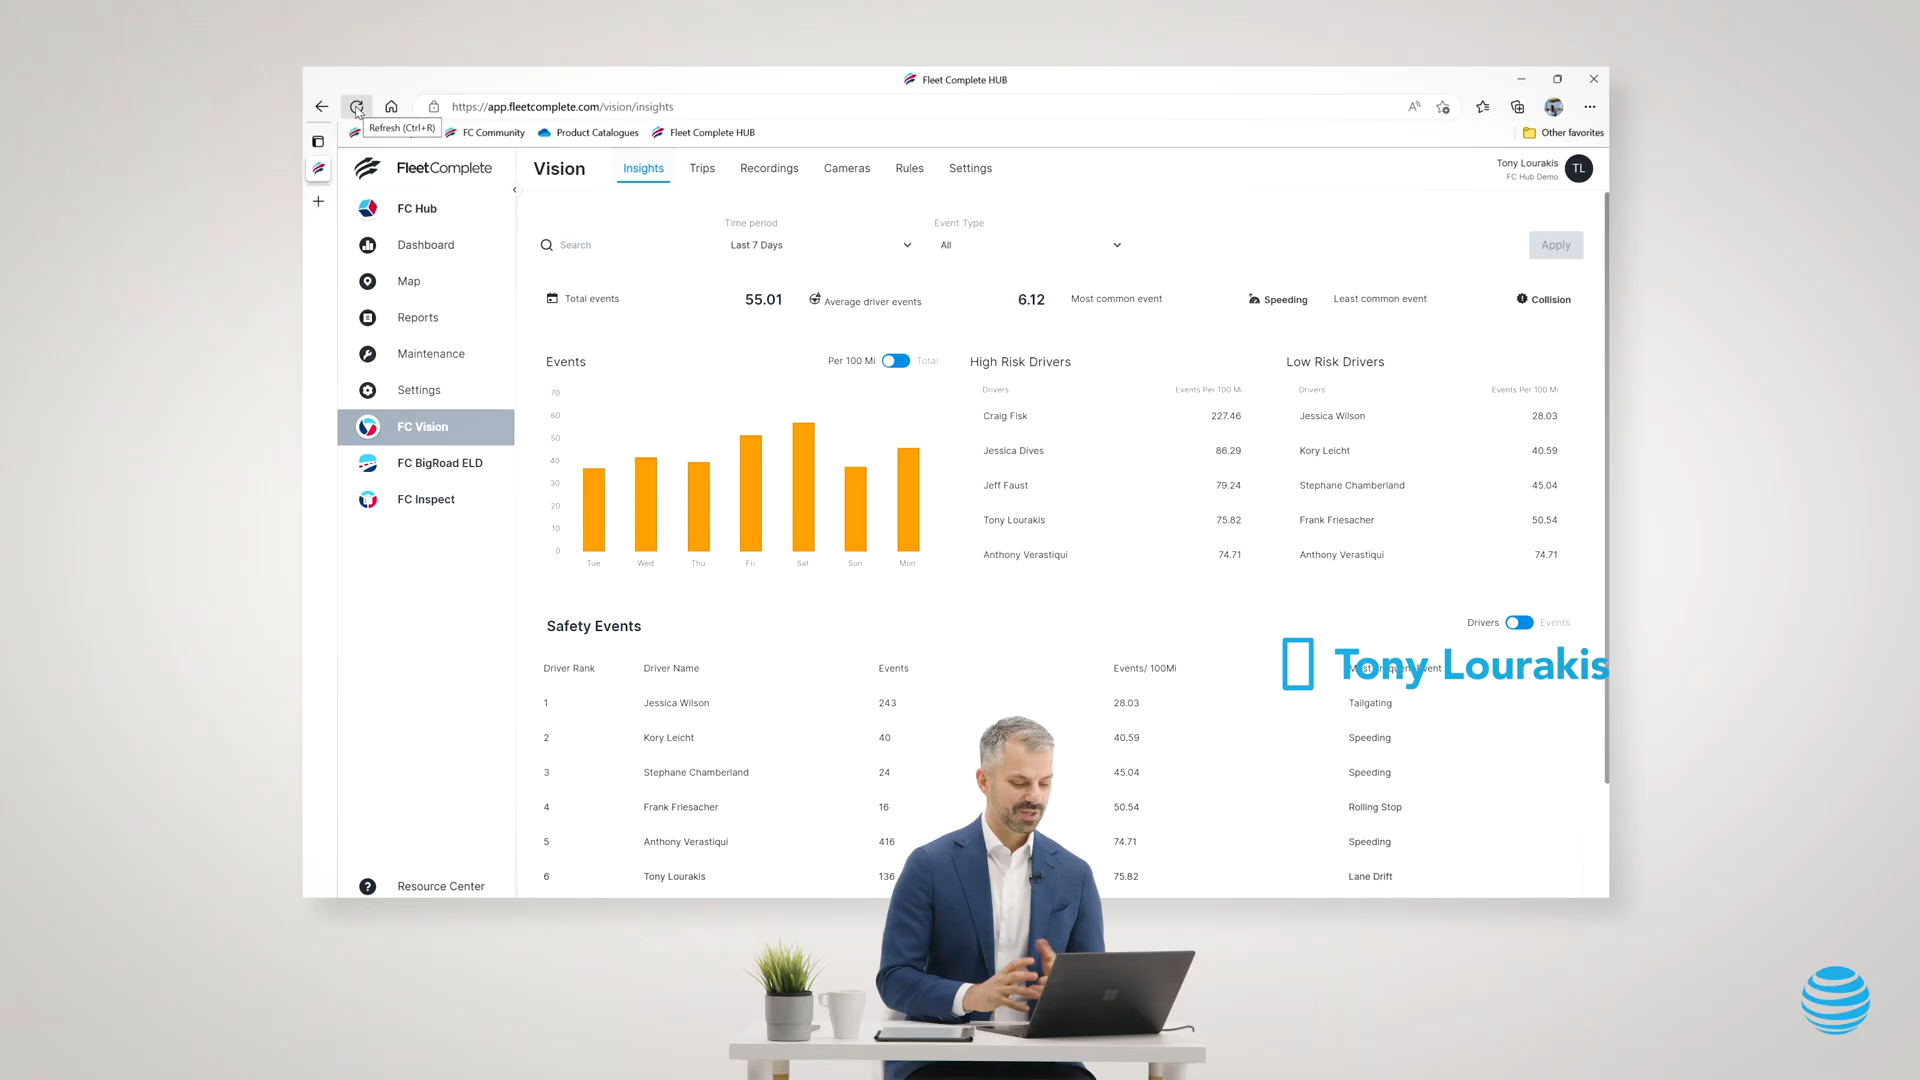 Fleet Complete HUB
https://app.fleetcomplete.com/vision/insights
Refresh (Ctrl+R)
FC Community
Product Catalogues
Fleet Complete HUB
Other favorites
FleetComplete
Vision
Insights
Trips
Recordings
Cameras
Rules
Settings
Tony Lourakis
FC Hub Demo
TL
FC Hub
Dashboard
Map
Reports
Maintenance
Settings
FC Vision
FC BigRoad ELD
FC Inspect
Resource Center
Time period
Event Type
Search
Last 7 Days
All
Apply
Total events
55.01
Average driver events
6.12
Most common event
Speeding
Least common event
Collision
Events
Per 100 Mi
Total
70
60
50
40
30
20
10
0
Tue Wed Thu Fri Sat Sun Mon
High Risk Drivers
Drivers Events Per 100 Mi
Craig Fisk 227.46
Jessica Dives 86.29
Jeff Faust 79.24
Tony Lourakis 75.82
Anthony Verastiqui 74.71
Low Risk Drivers
Drivers Events Per 100 Mi
Jessica Wilson 28.03
Kory Leicht 40.59
Stephane Chamberland 45.04
Frank Friesacher 50.54
Anthony Verastiqui 74.71
Safety Events
Drivers
Events
Tony Lourakis
Driver Rank Driver Name Events Events/ 100Mi Most Frequent Event
1 Jessica Wilson 243 28.03 Tailgating
2 Kory Leicht 40 40.59 Speeding
3 Stephane Chamberland 24 45.04 Speeding
4 Frank Friesacher 16 50.54 Rolling Stop
5 Anthony Verastiqui 416 74.71 Speeding
6 Tony Lourakis 136 75.82 Lane Drift